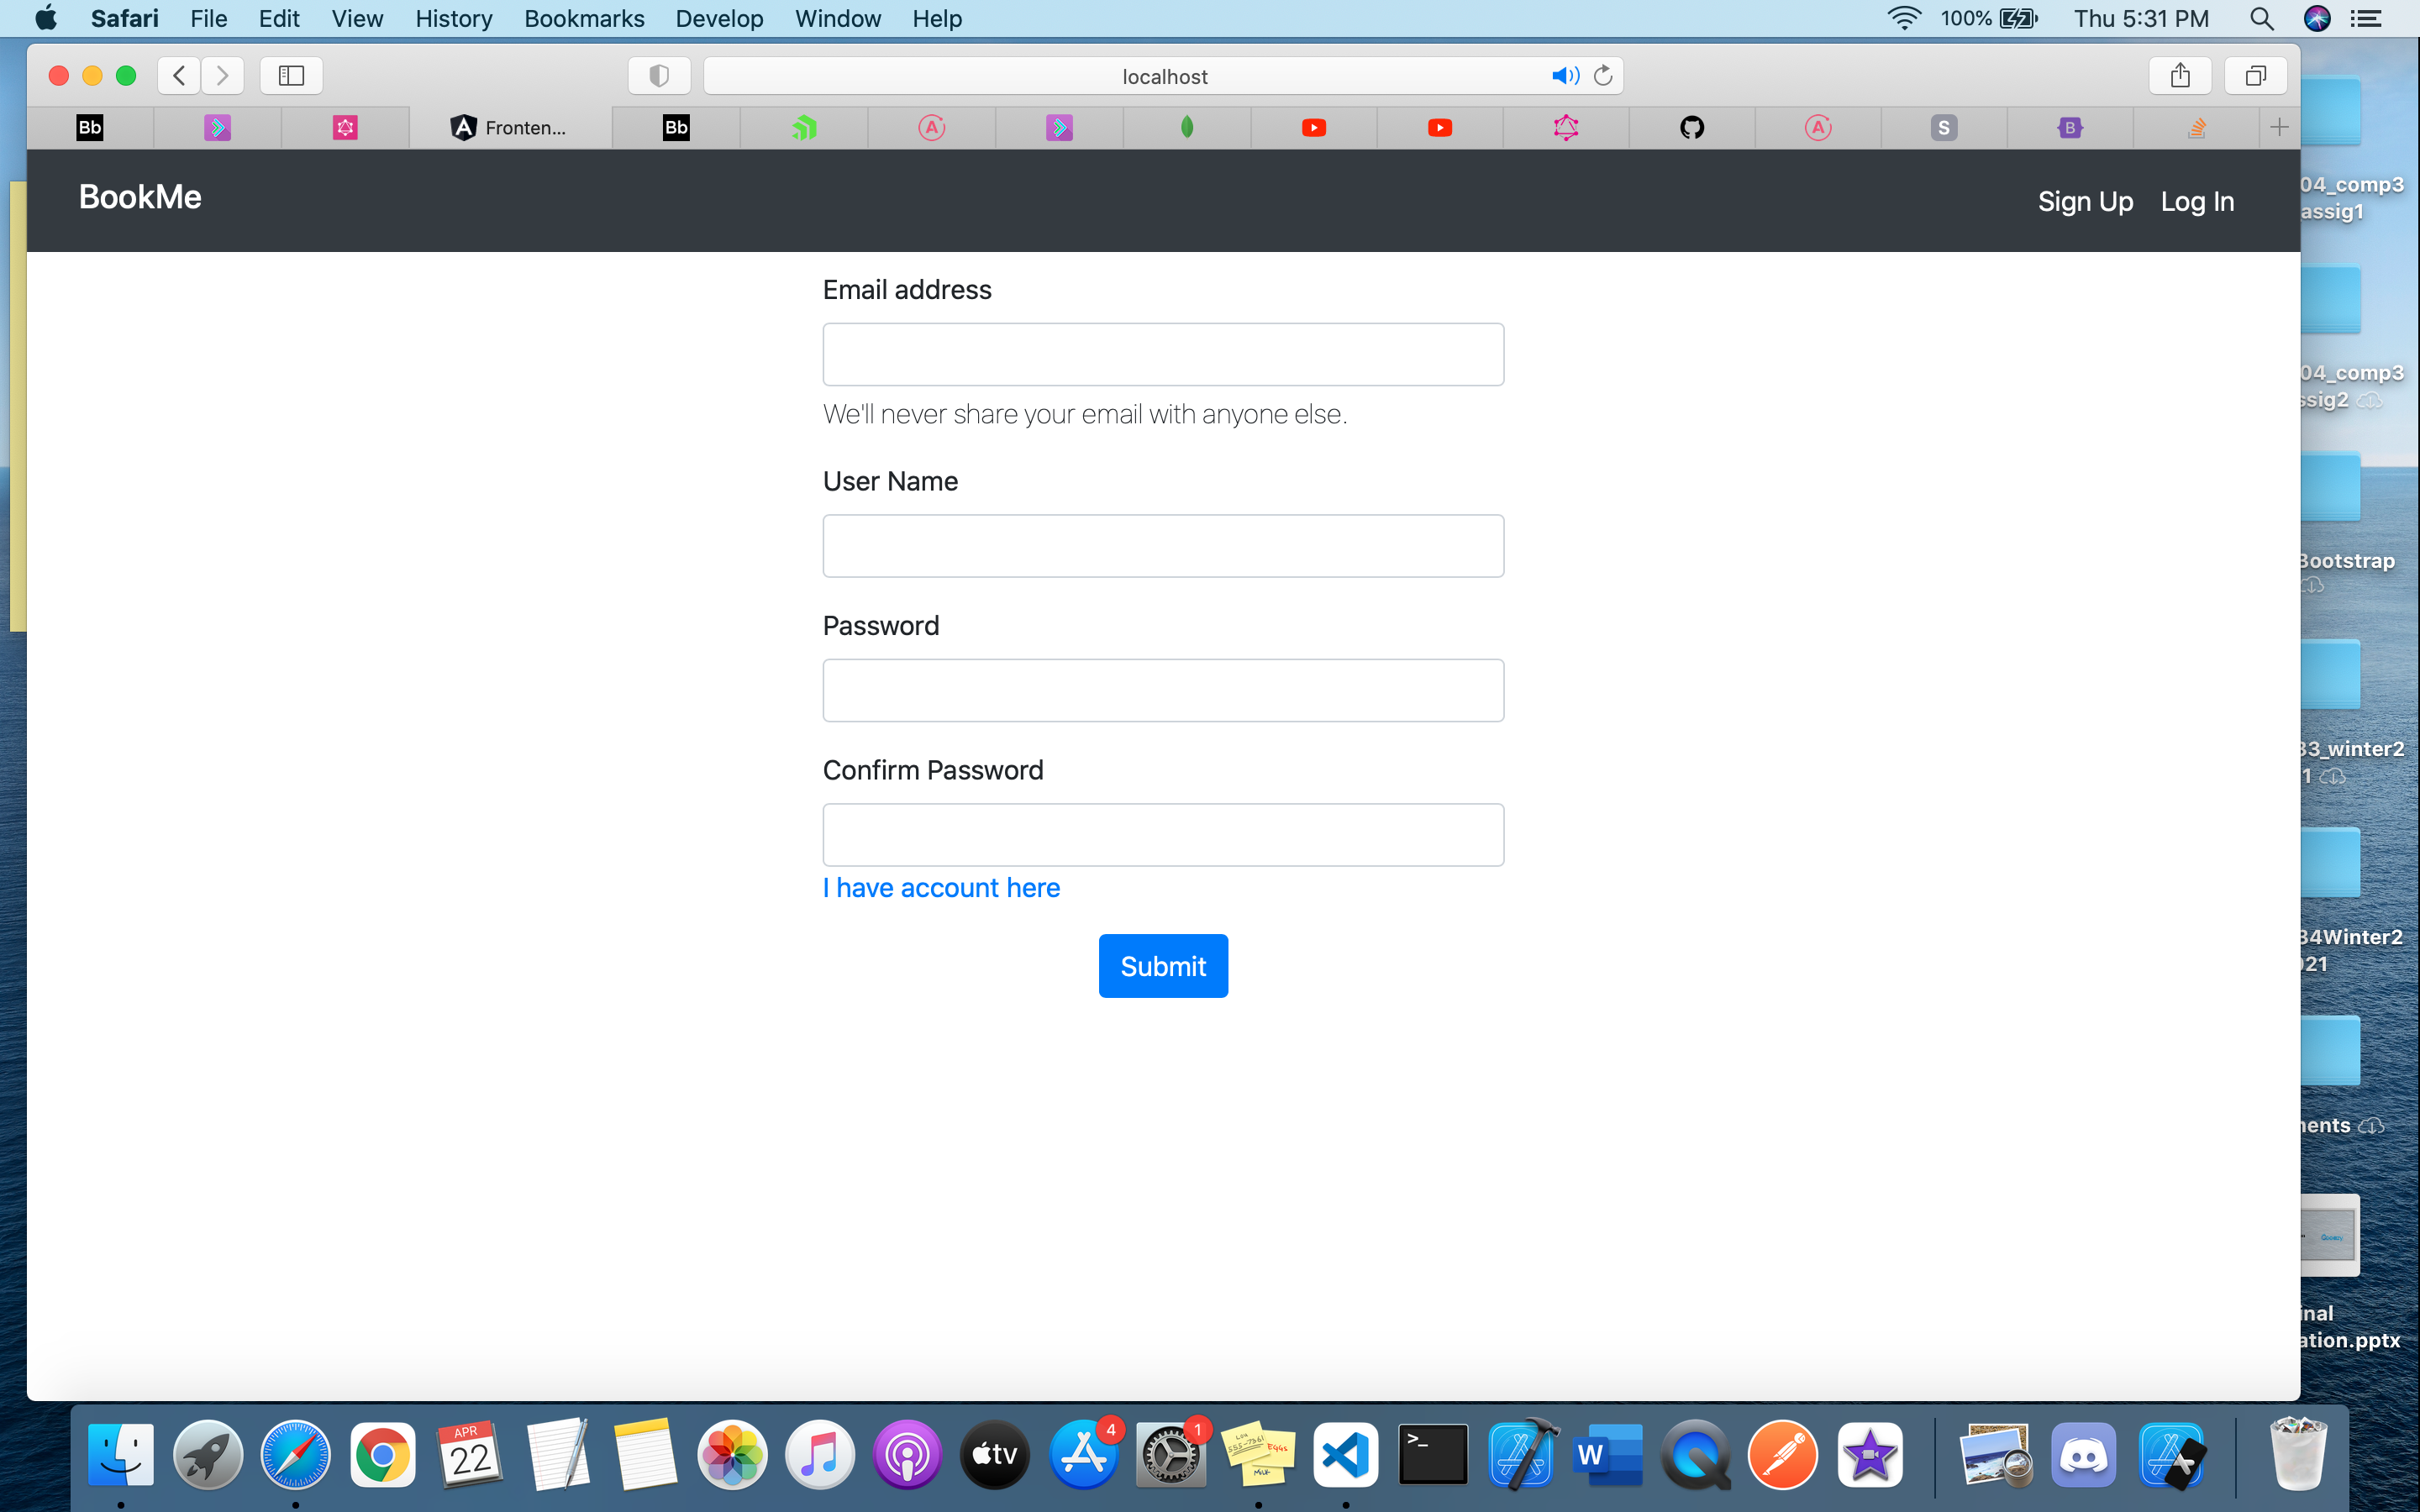 Safari File Edit View History Bookmarks Develop Window Help 100% Thu 5:31 PM
localhost
Bb A Fronten... Bb A A S B
BookMe Sign Up Log In
Email address
We'll never share your email with anyone else.
User Name
Password
Confirm Password
I have account here
Submit
04_comp3
assig1
04_comp3
ssig2
Bootstrap
33_winter2
1
34Winter2
021
nents
inal
ation.pptx
APR
22
tv
4
1
EGGS
MILK
>_
W